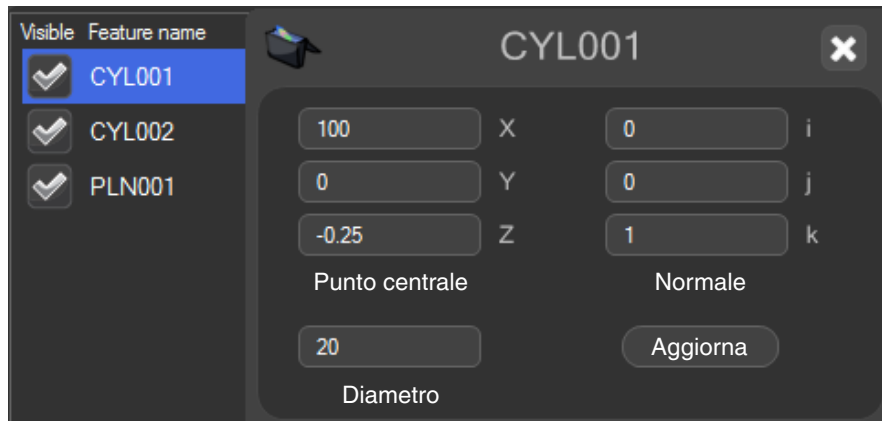 Visible Feature name
CYL001
CYL002
PLN001
CYL001
100 X 0 i
0 Y 0 j
-0.25 Z 1 k
Punto centrale Normale
20 Aggiorna
Diametro